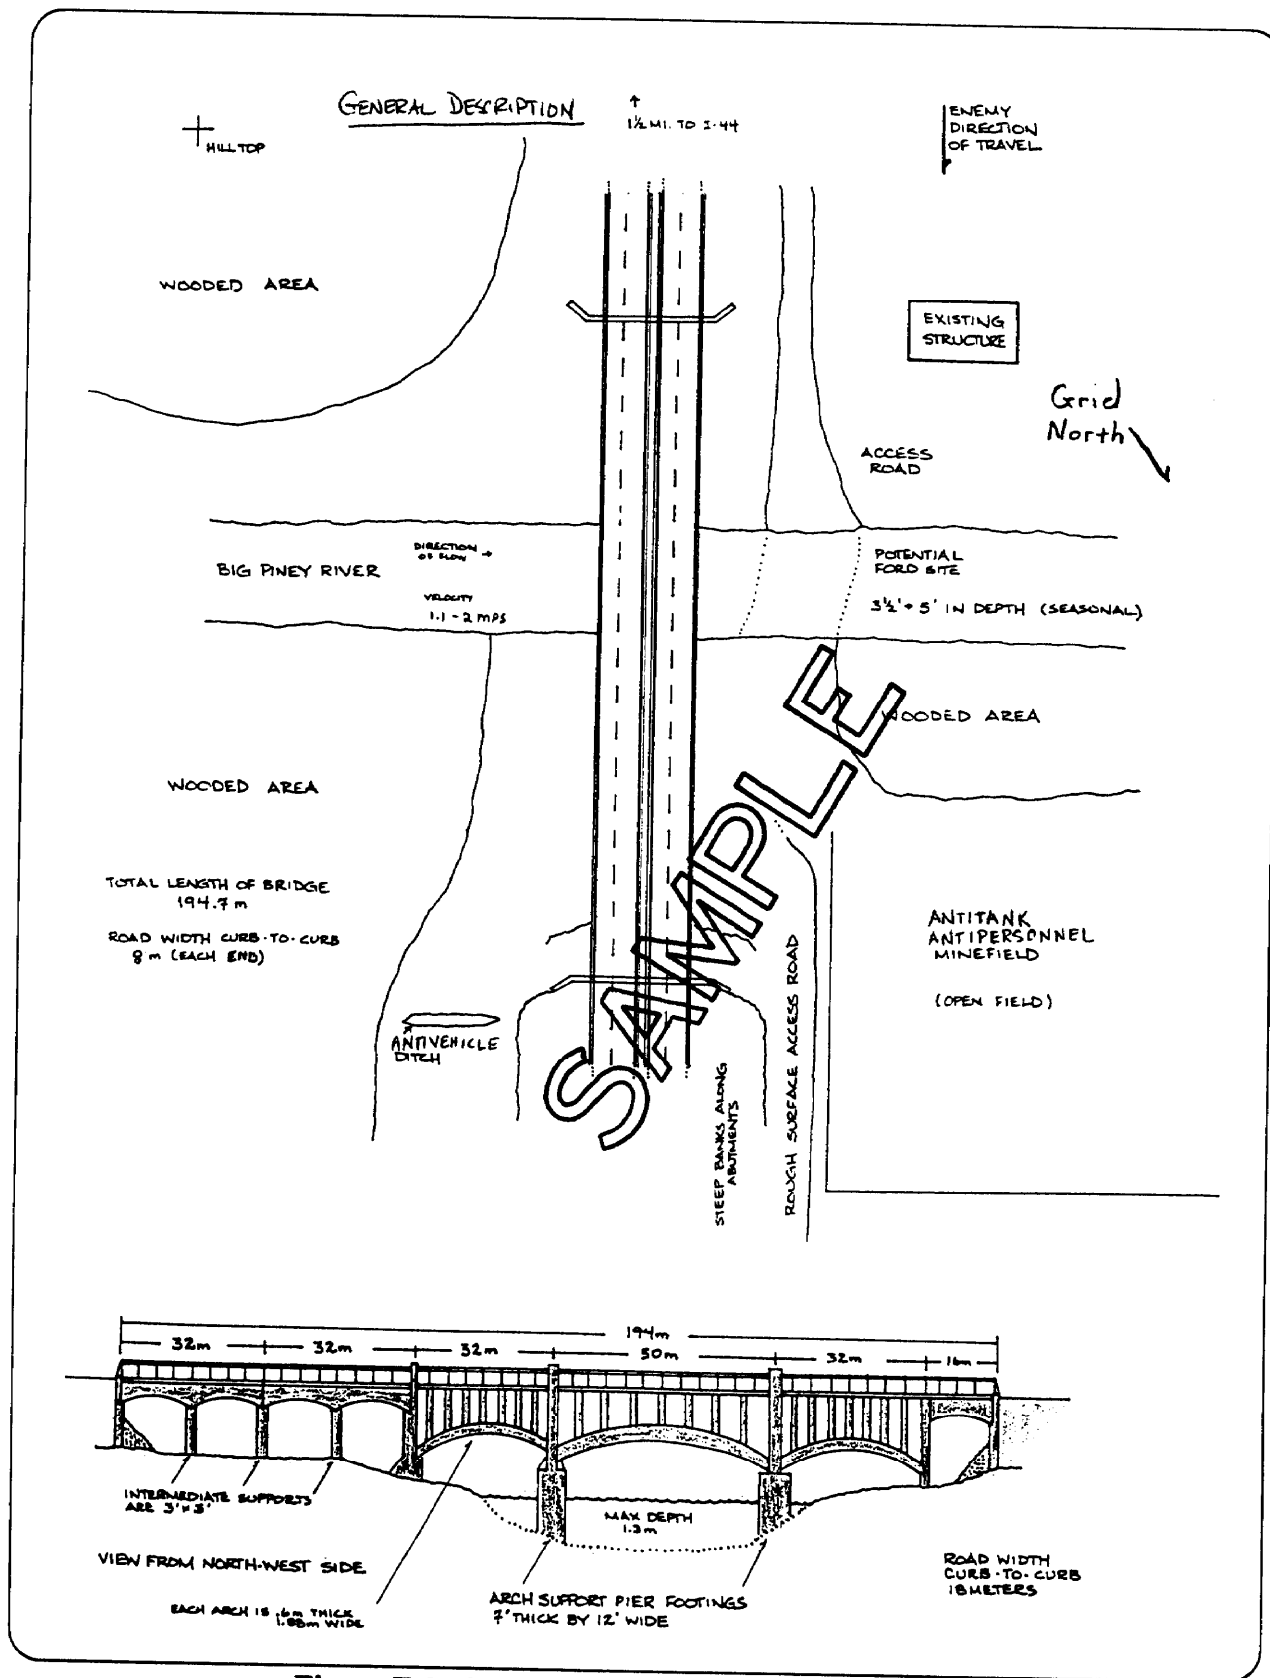 GENERAL DESCRIPTION
1½ MI. TO I-44
HILLTOP
ENEMY
DIRECTION
OF TRAVEL
WOODED AREA
EXISTING
STRUCTURE
Grid
North
ACCESS
ROAD
DIRECTION
OF FLOW
BIG PINEY RIVER
VELOCITY
1.1-2 MPS
POTENTIAL
FORD SITE
3½' - 5' IN DEPTH (SEASONAL)
WOODED AREA
WOODED AREA
SAMPLE
TOTAL LENGTH OF BRIDGE
194.7 m
ROAD WIDTH CURB-TO-CURB
8 m (EACH END)
ANTITANK
ANTIPERSONNEL
MINEFIELD
(OPEN FIELD)
ANTIVEHICLE
DITCH
STEEP BANKS ALONG
ABUTMENTS
ROUGH SURFACE ACCESS ROAD
194m
32m 32m 32m 50m 32m 16m
INTERMEDIATE SUPPORTS
ARE 3' x 3'
MAX DEPTH
1.3m
VIEW FROM NORTH-WEST SIDE
EACH ARCH IS .6m THICK
1.88m WIDE
ARCH SUPPORT PIER FOOTINGS
7' THICK BY 12' WIDE
ROAD WIDTH
CURB-TO-CURB
18 METERS